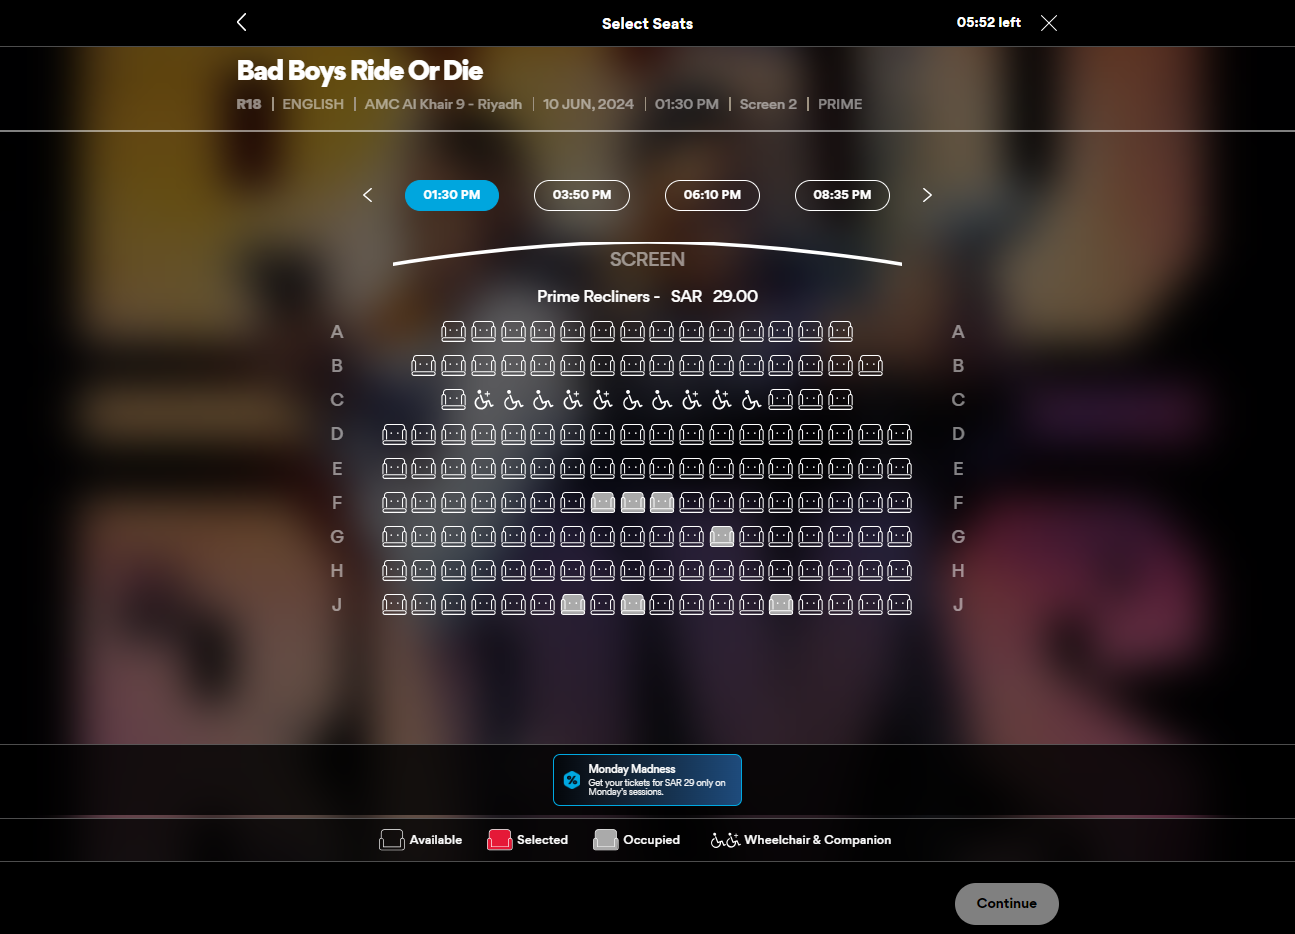 Select Seats
05:52 left
Bad Boys Ride Or Die
R18 | ENGLISH | AMC Al Khair 9 - Riyadh | 10 JUN, 2024 | 01:30 PM | Screen 2 | PRIME
01:30 PM 03:50 PM 06:10 PM 08:35 PM
SCREEN
Prime Recliners - SAR 29.00
A A
B B
C C
D D
E E
F F
G G
H H
J J
Monday Madness
Get your tickets for SAR 29 only on
Monday's sessions.
Available Selected Occupied Wheelchair & Companion
Continue